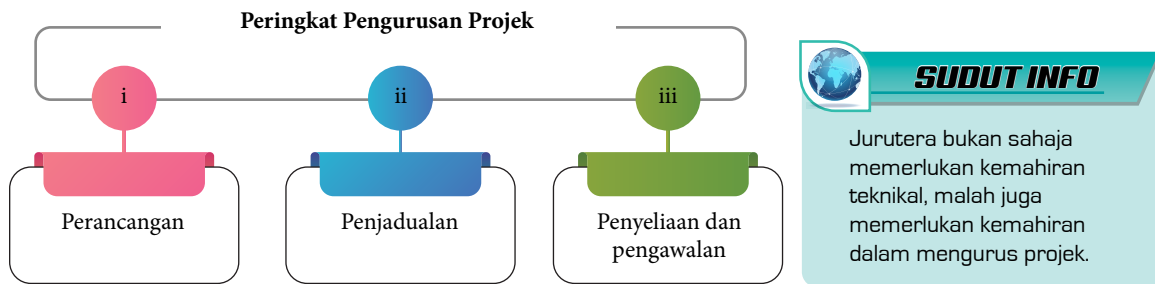 Peringkat Pengurusan Projek
i
ii
iii
Perancangan
Penjadualan
Penyeliaan dan
pengawalan
SUDUT INFO
Jurutera bukan sahaja
memerlukan kemahiran
teknikal, malah juga
memerlukan kemahiran
dalam mengurus projek.